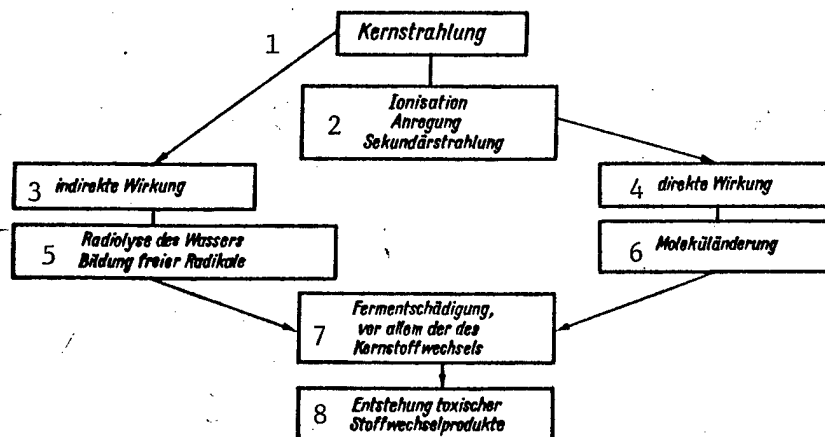 1
Kernstrahlung
2
Ionisation
Anregung
Sekundärstrahlung
3 indirekte Wirkung
4 direkte Wirkung
5
Radiolyse des Wassers
Bildung freier Radikale
6 Moleküländerung
7
Fermentschädigung,
vor allem der des
Kernstoffwechsels
8
Entstehung toxischer
Stoffwechselprodukte